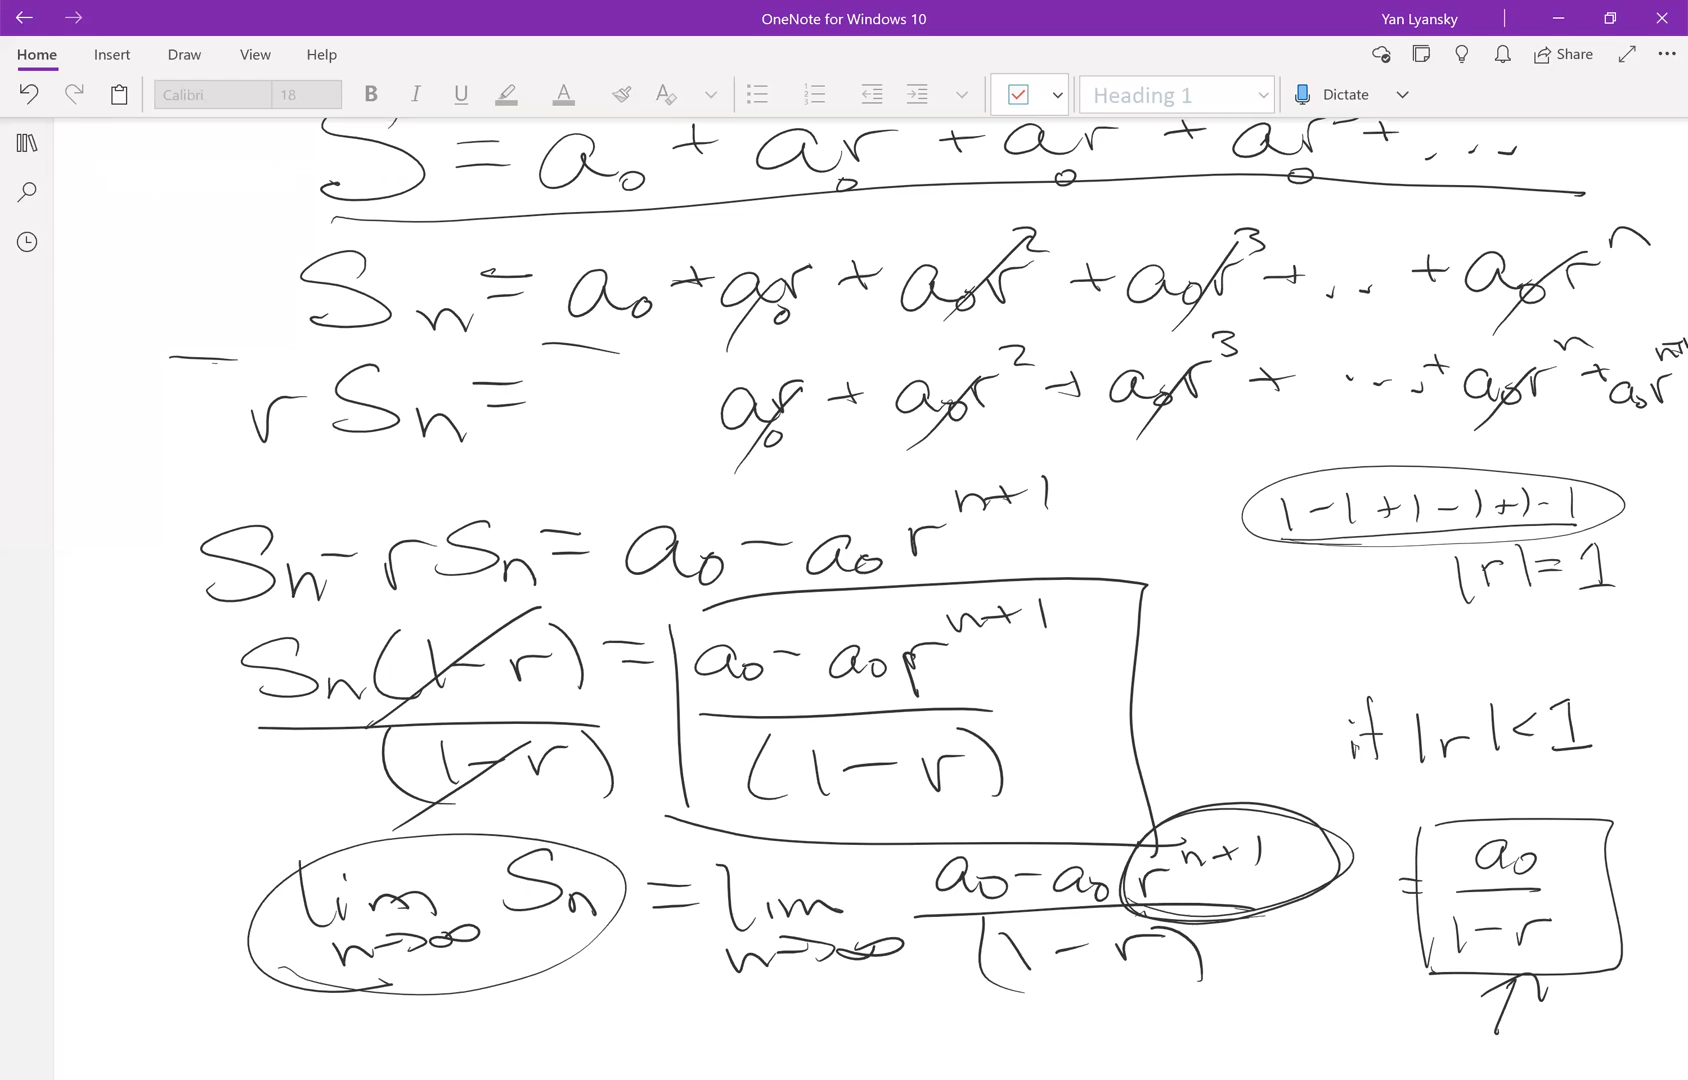 OneNote for Windows 10
Yan Lyansky
Home Insert Draw View Help
Share
Calibri 18
B I U A
Heading 1
Dictate
S = a₀ + a₀r + a₀r + a₀r + ...
Sₙ = a₀ + a₀r + a₀r² + a₀r³ + ... + a₀rⁿ
− rSₙ = a₀r + a₀r² + a₀r³ + ... + a₀rⁿ + a₀rⁿ⁺¹
1 − 1 + 1 − 1 + 1 − 1
|r| = 1
Sₙ − rSₙ = a₀ − a₀rⁿ⁺¹
Sₙ(1 − r) / (1 − r) = a₀ − a₀rⁿ⁺¹ / (1 − r)
if |r| < 1
lim n→∞ Sₙ = lim n→∞ a₀ − a₀rⁿ⁺¹ / (1 − r) = a₀ / 1 − r